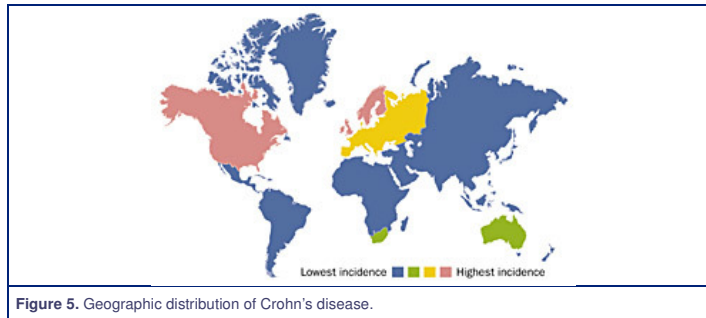 Lowest incidence Highest incidence
Figure 5. Geographic distribution of Crohn's disease.